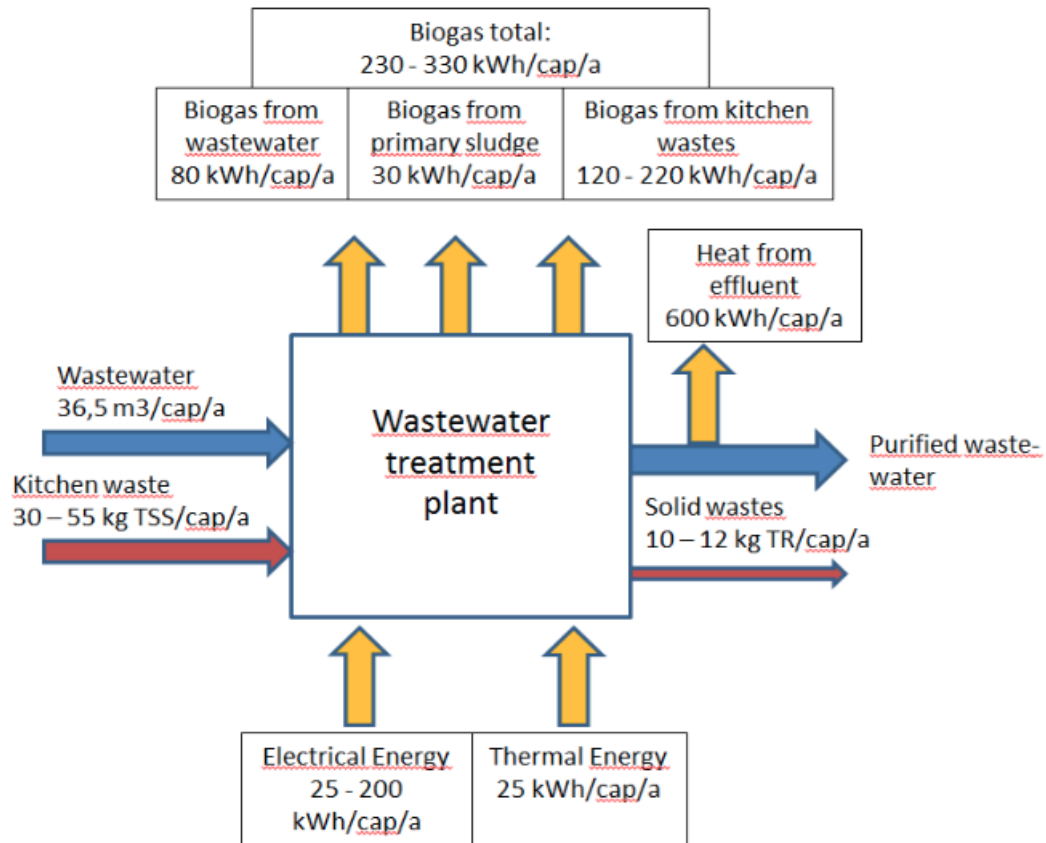 Biogas total:
230 - 330 kWh/cap/a
Biogas from
wastewater
80 kWh/cap/a
Biogas from
primary sludge
30 kWh/cap/a
Biogas from kitchen
wastes
120 - 220 kWh/cap/a
Heat from
effluent
600 kWh/cap/a
Wastewater
36,5 m3/cap/a
Kitchen waste
30 – 55 kg TSS/cap/a
Wastewater
treatment
plant
Purified waste-
water
Solid wastes
10 – 12 kg TR/cap/a
Electrical Energy
25 - 200
kWh/cap/a
Thermal Energy
25 kWh/cap/a